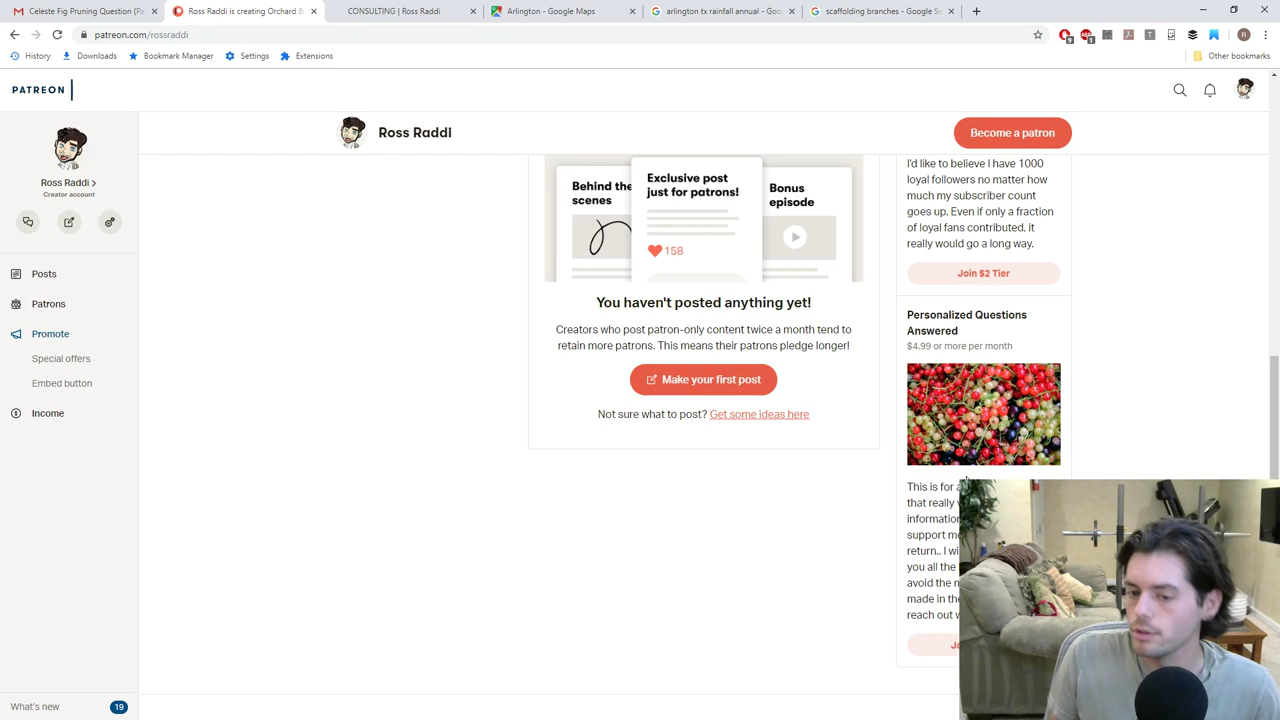 Celeste Fig Pruning Question (Pa
Ross Raddi is creating Orchard &
CONSULTING | Ross Raddi
Arlington - Google Maps
arlington tx rainfall annual - Goo
scaffolding branches - Google Se
patreon.com/rossraddi
9
1
R
History
Downloads
Bookmark Manager
Settings
Extensions
Other bookmarks
PATREON
Ross Raddi
Become a patron
Ross Raddi
Creator account
Posts
Patrons
Promote
Special offers
Embed button
Income
What's new
19
Behind the
scenes
Exclusive post
just for patrons!
158
Bonus
episode
You haven't posted anything yet!
Creators who post patron-only content twice a month tend to
retain more patrons. This means their patrons pledge longer!
Make your first post
Not sure what to post? Get some ideas here
I'd like to believe I have 1000
loyal followers no matter how
much my subscriber count
goes up. Even if only a fraction
of loyal fans contributed, it
really would go a long way.
Join $2 Tier
Personalized Questions
Answered
$4.99 or more per month
This is for a
that really
information
support me
return.. I wi
you all the
avoid the m
made in the
reach out w
Jo